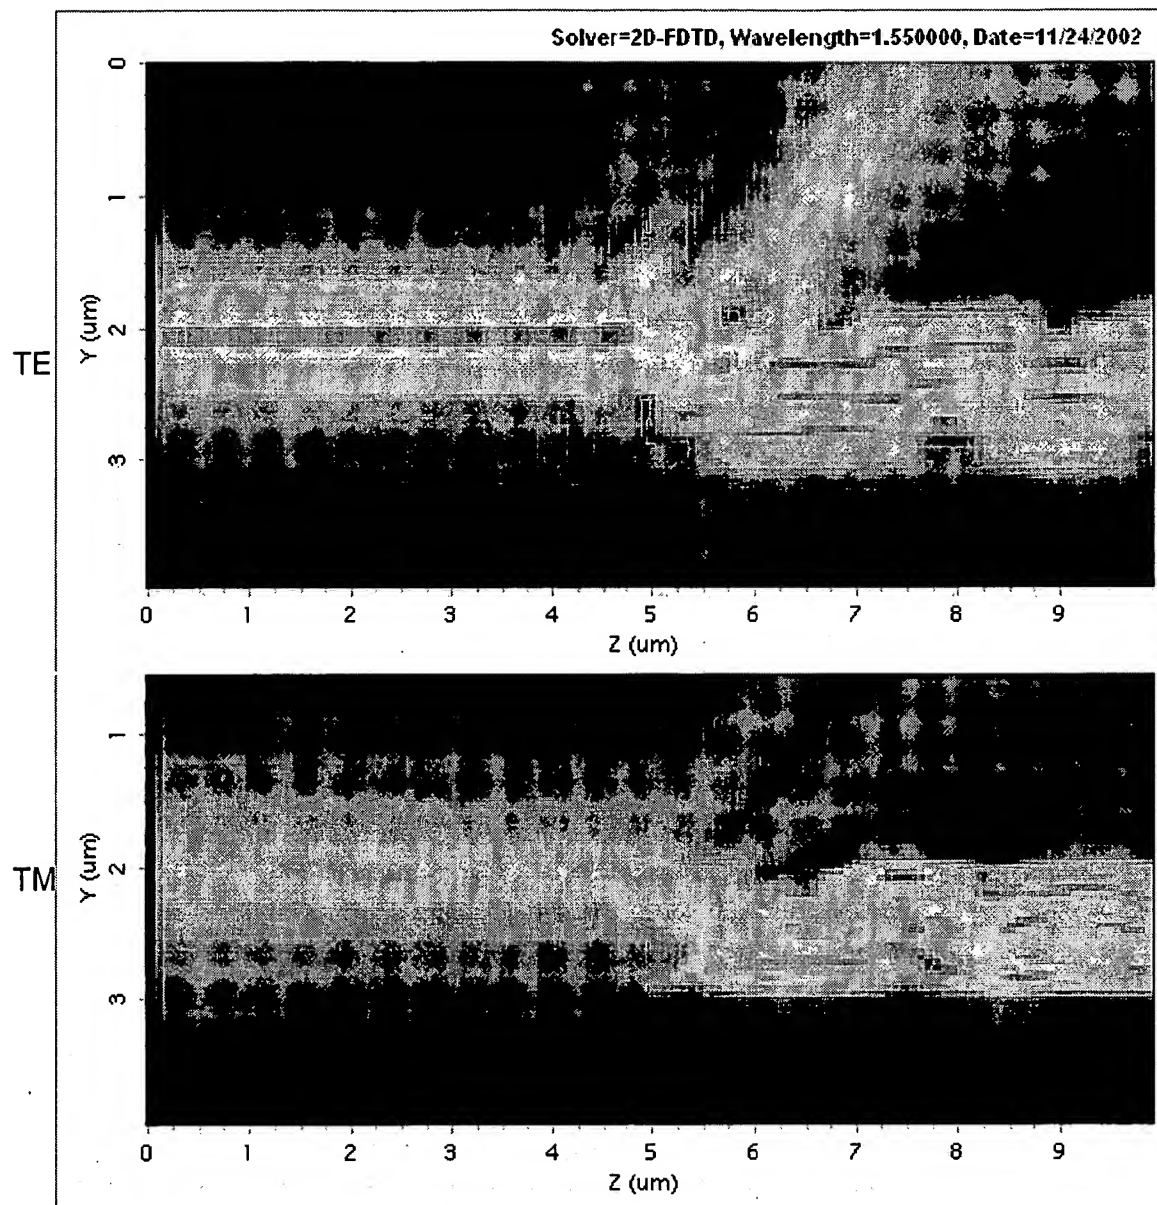 Solver=2D-FDTD, Wavelength=1.550000, Date=11/24/2002
0
1
2
3
Y (um)
TE
0 1 2 3 4 5 6 7 8 9
Z (um)
1
2
3
Y (um)
TM
0 1 2 3 4 5 6 7 8 9
Z (um)